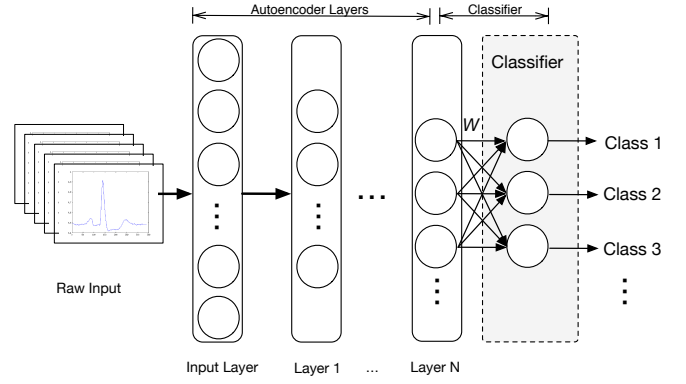 Autoencoder Layers
Classifier
Classifier
W
Class 1
Class 2
Class 3
Raw Input
Input Layer
Layer 1
...
Layer N